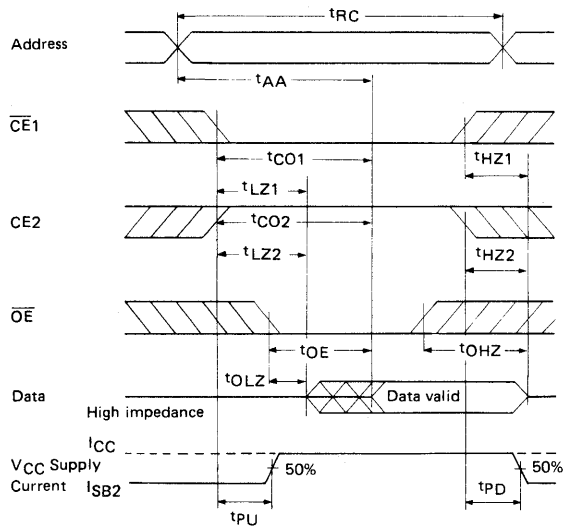 tRC
Address
tAA
CE1
tCO1
tHZ1
tLZ1
CE2
tCO2
tHZ2
tLZ2
OE
tOE
tOHZ
tOLZ
Data
Data valid
High impedance
ICC
VCC Supply
50%
50%
Current ISB2
tPU
tPD